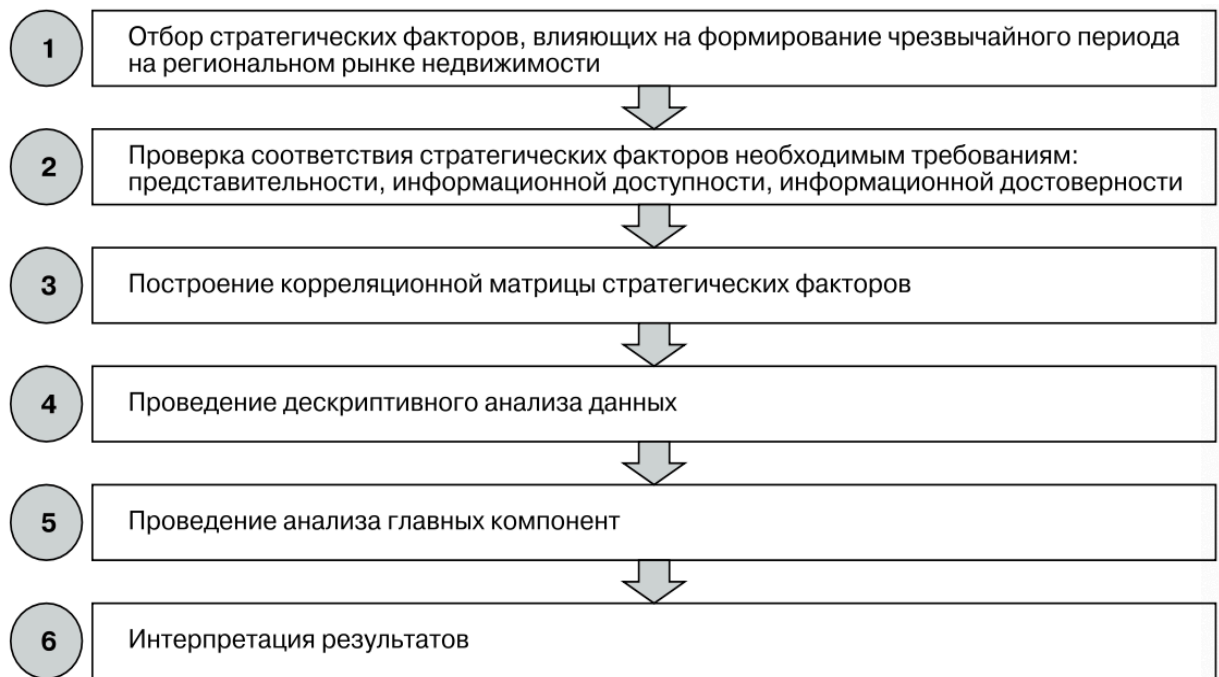 1
Отбор стратегических факторов, влияющих на формирование чрезвычайного периода
на региональном рынке недвижимости
2
Проверка соответствия стратегических факторов необходимым требованиям:
представительности, информационной доступности, информационной достоверности
3
Построение корреляционной матрицы стратегических факторов
4
Проведение дескриптивного анализа данных
5
Проведение анализа главных компонент
6
Интерпретация результатов